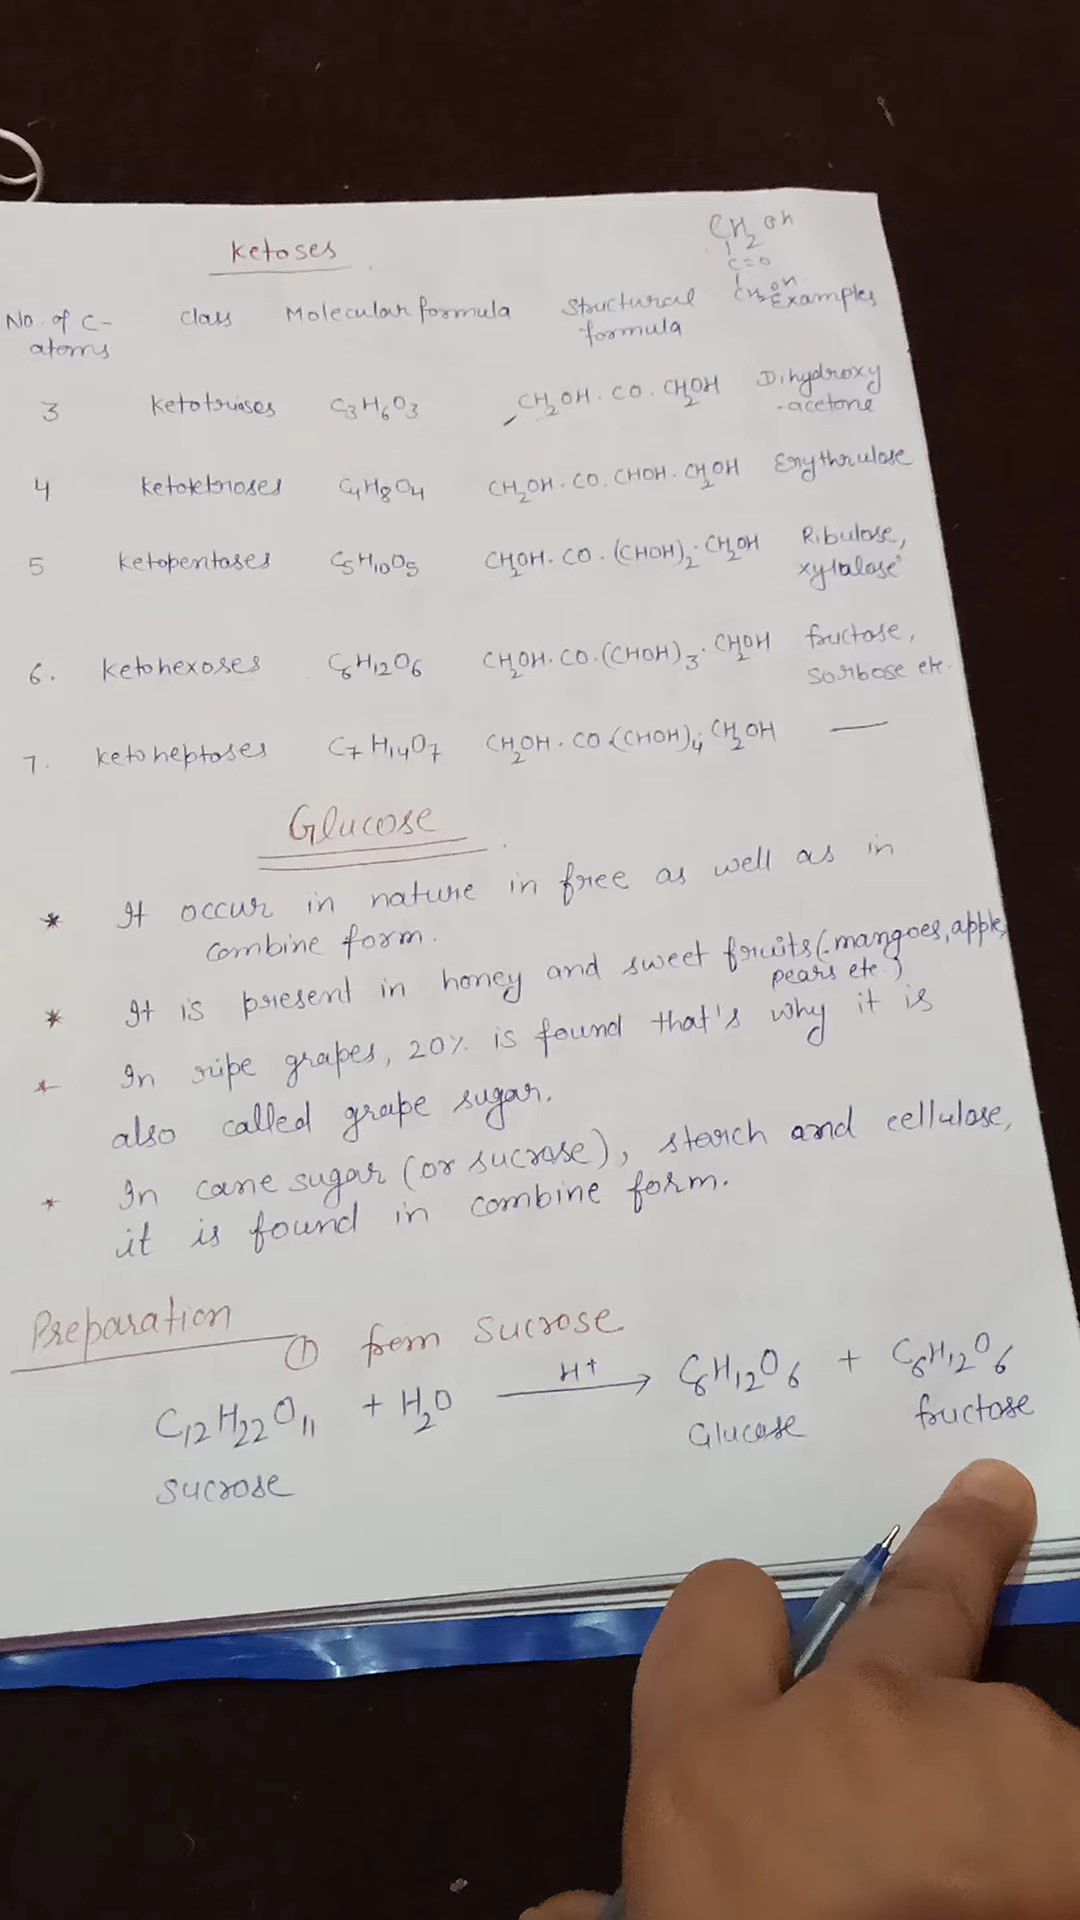 Ketoses
CH2OH
C=O
CH2OH
No. of C-atoms class Molecular formula Structural formula Examples
3 Ketotrioses C3H6O3 CH2OH.CO.CH2OH Dihydroxy-acetone
4 Ketotetroses C4H8O4 CH2OH.CO.CHOH.CH2OH Erythrulose
5 Ketopentoses C5H10O5 CH2OH.CO.(CHOH)2.CH2OH Ribulose, xylulose
6. Ketohexoses C6H12O6 CH2OH.CO.(CHOH)3.CH2OH fructose, sorbose etc.
7. Ketoheptoses C7H14O7 CH2OH.CO.(CHOH)4.CH2OH —
Glucose
* It occur in nature in free as well as in
combine form.
* It is present in honey and sweet fruits (mangoes, apple,
pears etc.)
* In ripe grapes, 20% is found that's why it is
also called grape sugar.
* In cane sugar (or sucrose), starch and cellulose,
it is found in combine form.
Preparation ① from Sucrose
C12H22O11 + H2O H+ → C6H12O6 + C6H12O6
Sucrose Glucose fructose